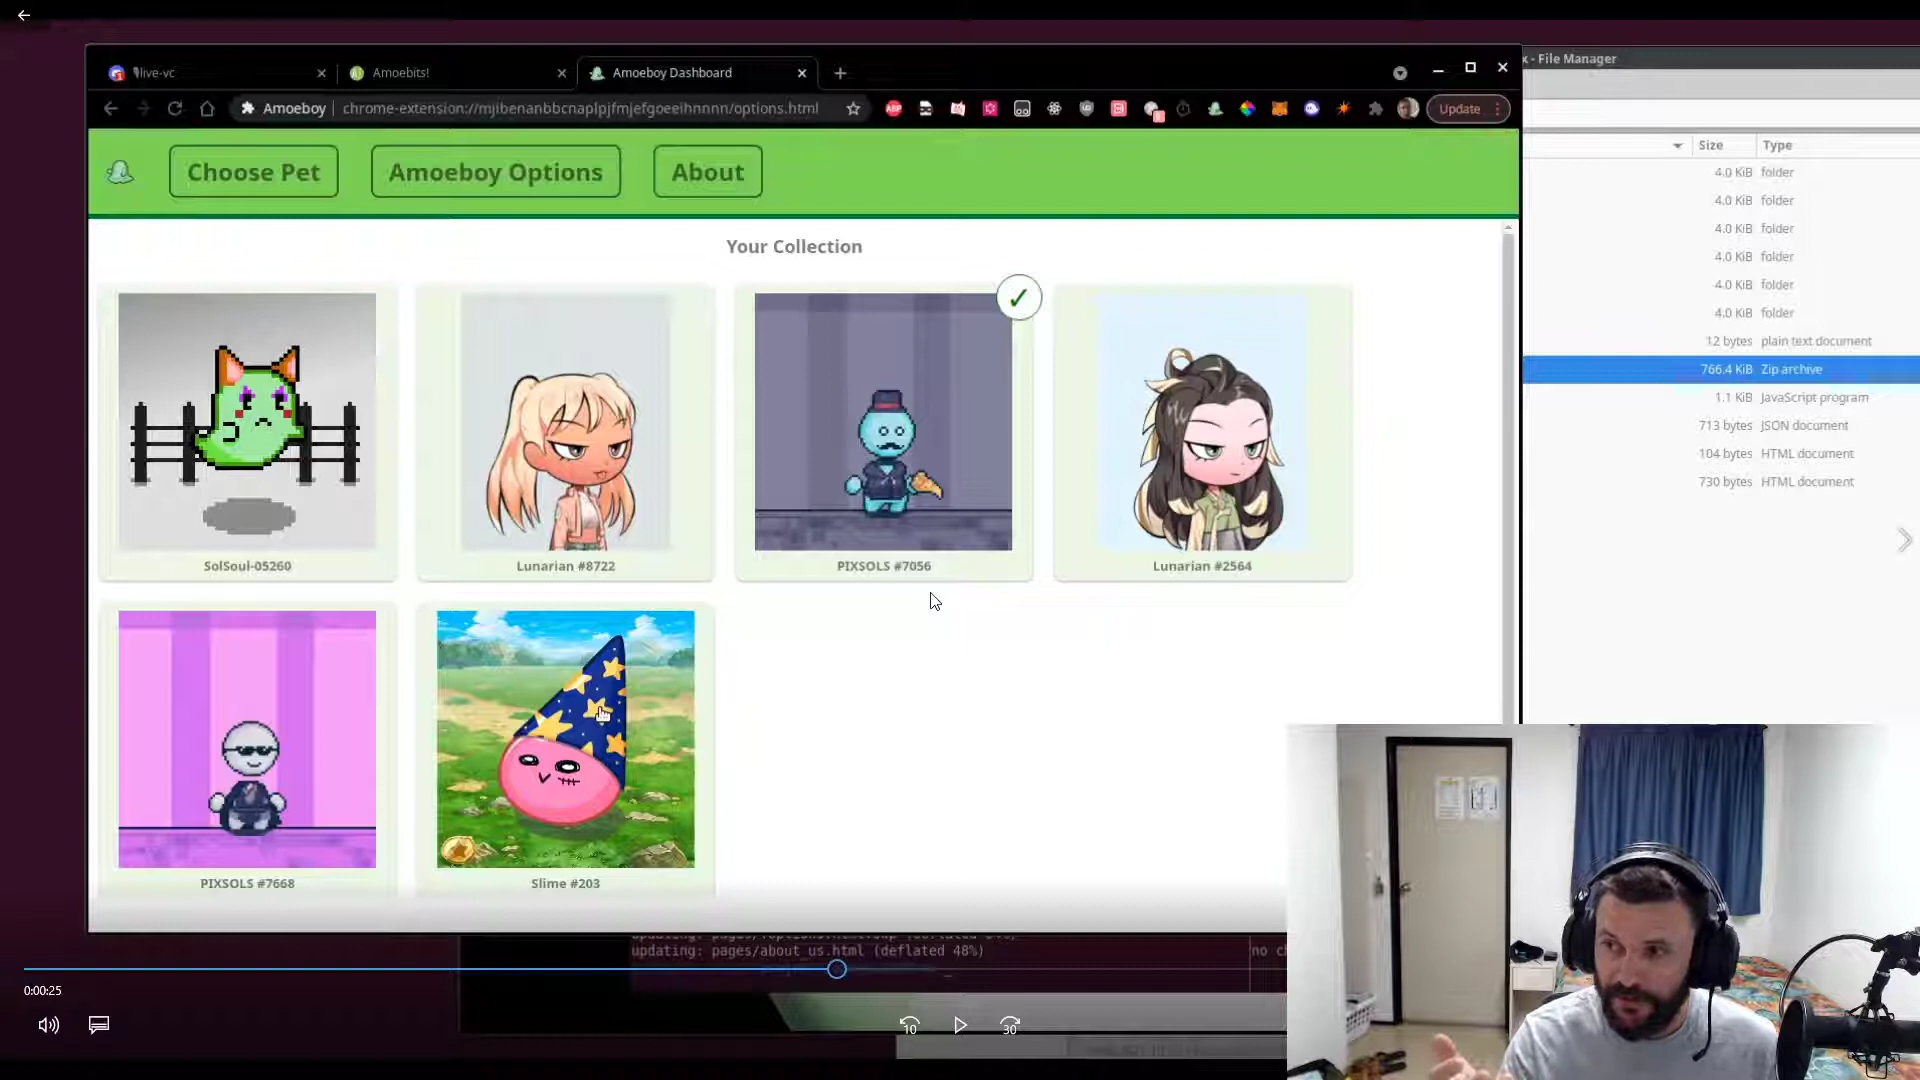 live-vc
Amoebits!
Amoeboy Dashboard
Amoeboy
chrome-extension://mjibenanbbcnaplpjfmjefgoeeihnnnn/options.html
Update
- File Manager
Choose Pet
Amoeboy Options
About
Size
Type
Your Collection
4.0 KiB folder
4.0 KiB folder
4.0 KiB folder
4.0 KiB folder
4.0 KiB folder
4.0 KiB folder
12 bytes plain text document
766.4 KiB Zip archive
1.1 KiB JavaScript program
713 bytes JSON document
104 bytes HTML document
730 bytes HTML document
SolSoul-05260
Lunarian #8722
PIXSOLS #7056
Lunarian #2564
PIXSOLS #7668
Slime #203
updating: pages/about_us.html (deflated 48%)
0:00:25
10
30